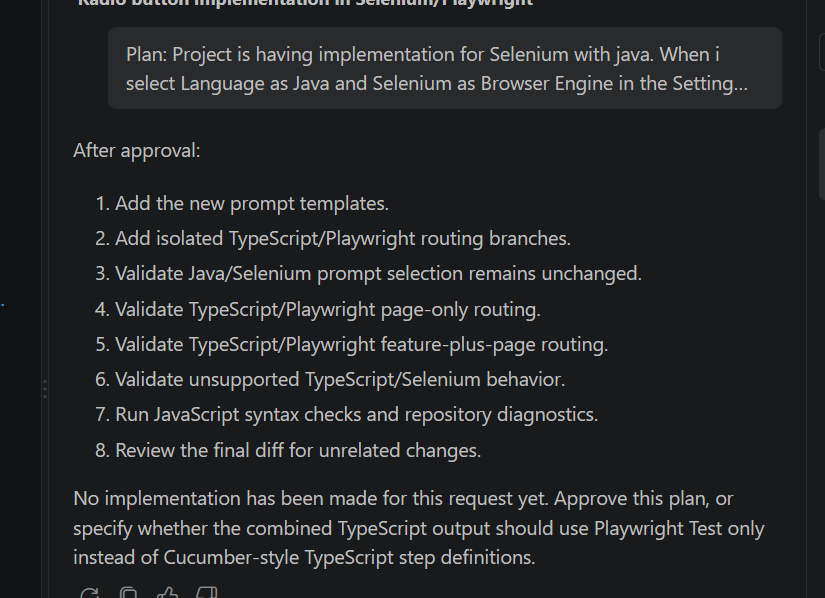 Radio button implementation in Selenium/Playwright
Plan: Project is having implementation for Selenium with java. When i
select Language as Java and Selenium as Browser Engine in the Setting...
After approval:
1. Add the new prompt templates.
2. Add isolated TypeScript/Playwright routing branches.
3. Validate Java/Selenium prompt selection remains unchanged.
4. Validate TypeScript/Playwright page-only routing.
5. Validate TypeScript/Playwright feature-plus-page routing.
6. Validate unsupported TypeScript/Selenium behavior.
7. Run JavaScript syntax checks and repository diagnostics.
8. Review the final diff for unrelated changes.
No implementation has been made for this request yet. Approve this plan, or
specify whether the combined TypeScript output should use Playwright Test only
instead of Cucumber-style TypeScript step definitions.